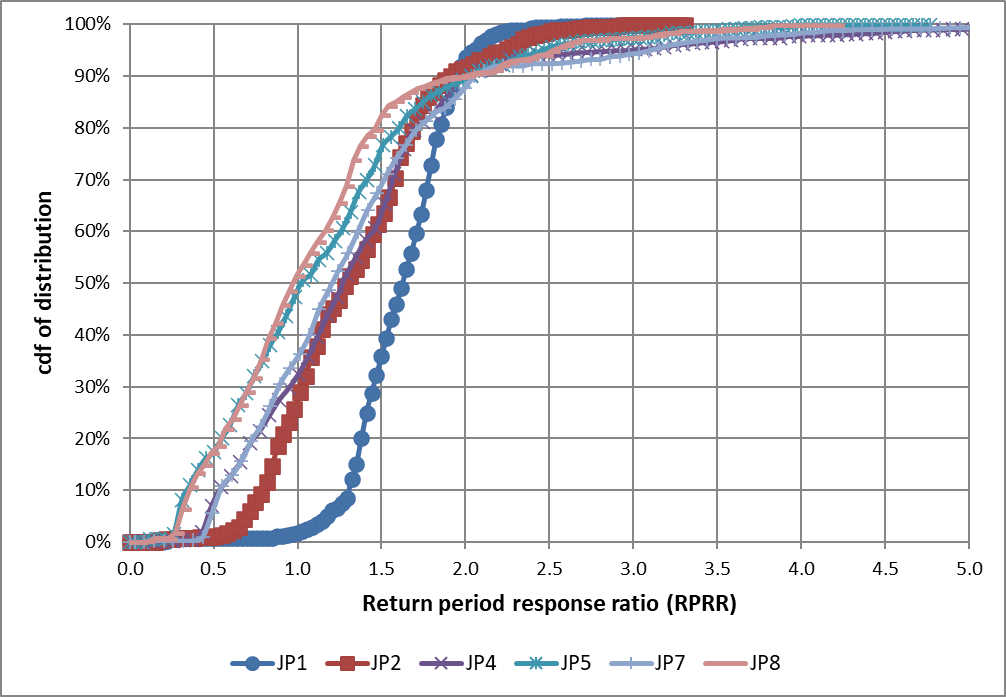 100%
90%
80%
70%
60%
50%
40%
30%
20%
10%
0%
cdf of distribution
0.0 0.5 1.0 1.5 2.0 2.5 3.0 3.5 4.0 4.5 5.0
Return period response ratio (RPRR)
JP1 JP2 JP4 JP5 JP7 JP8